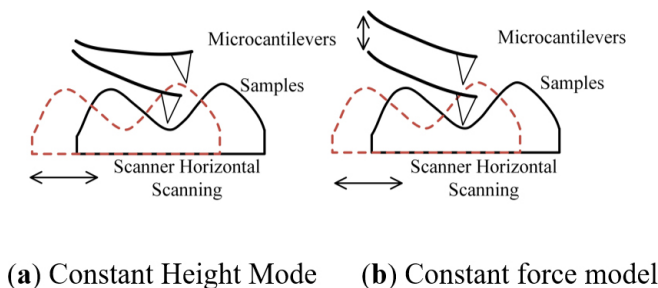 Microcantilevers
Samples
Scanner Horizontal
Scanning
(a) Constant Height Mode
Microcantilevers
Samples
Scanner Horizontal
Scanning
(b) Constant force model